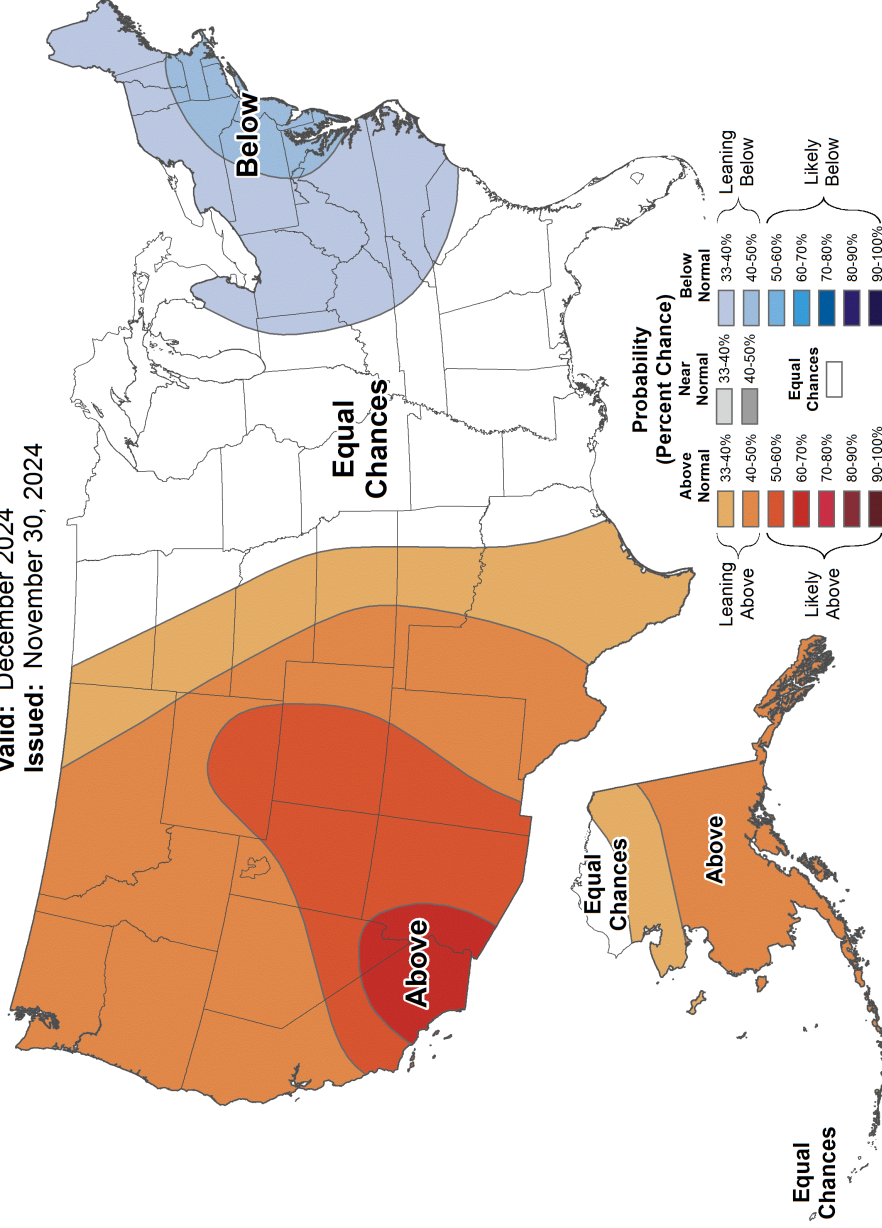 Valid: December 2024
Issued: November 30, 2024
Above
Equal
Chances
Below
Equal
Chances
Above
Equal
Chances
Probability
(Percent Chance)
Above
Normal
Near
Normal
Below
Normal
Leaning
Above
33-40%
40-50%
33-40%
40-50%
33-40%
40-50%
Leaning
Below
Likely
Above
50-60%
60-70%
70-80%
80-90%
90-100%
Equal
Chances
50-60%
60-70%
70-80%
80-90%
90-100%
Likely
Below